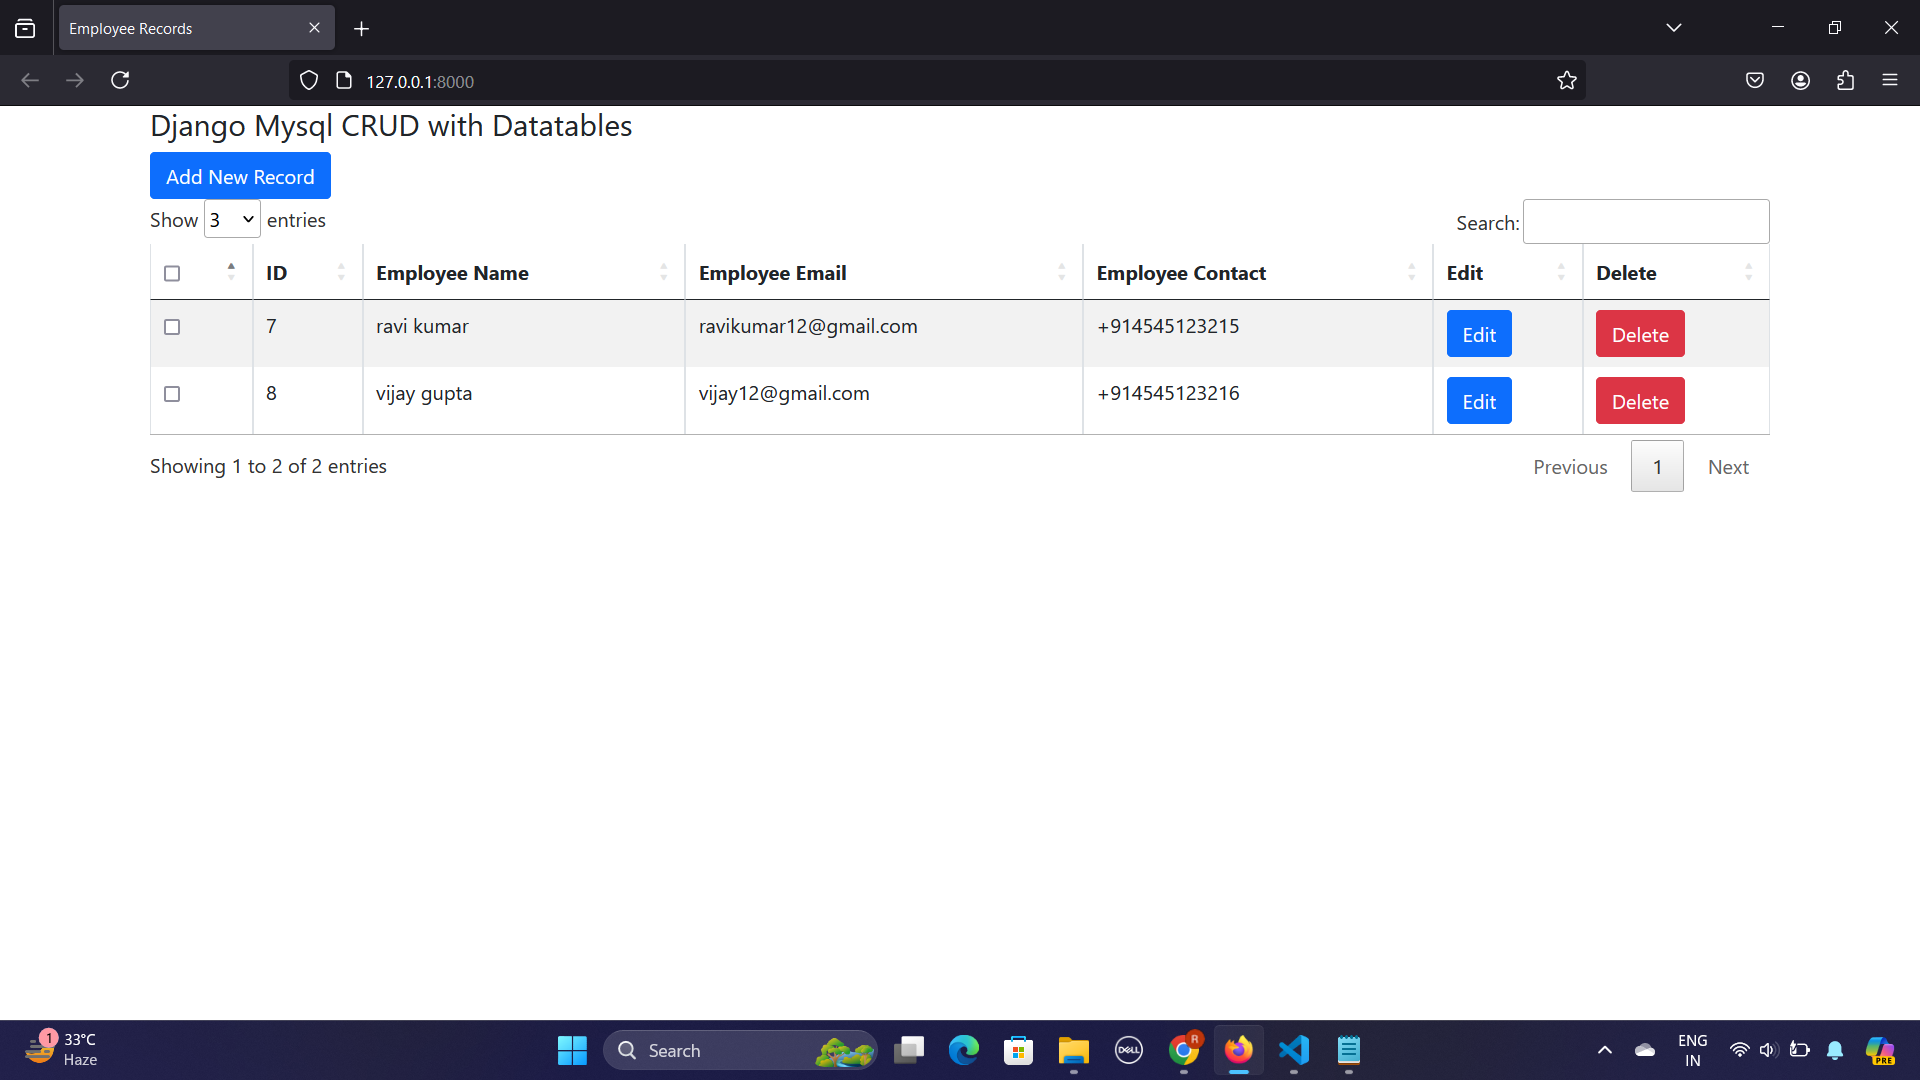 Employee Records
127.0.0.1:8000
Django Mysql CRUD with Datatables
Add New Record
Show 3 entries
Search:
ID Employee Name Employee Email Employee Contact Edit Delete
7 ravi kumar ravikumar12@gmail.com +914545123215 Edit Delete
8 vijay gupta vijay12@gmail.com +914545123216 Edit Delete
Showing 1 to 2 of 2 entries
Previous 1 Next
1
33°C
Haze
Search
DELL
R
ENG
IN
PRE